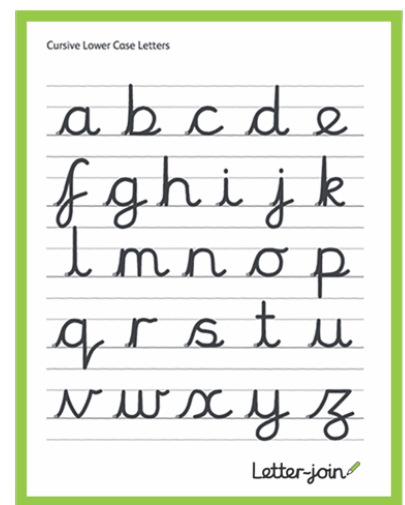 Cursive Lower Case Letters
a b c d e
f g h i j k
l m n o p
q r s t u
v w x y z
Letter-join